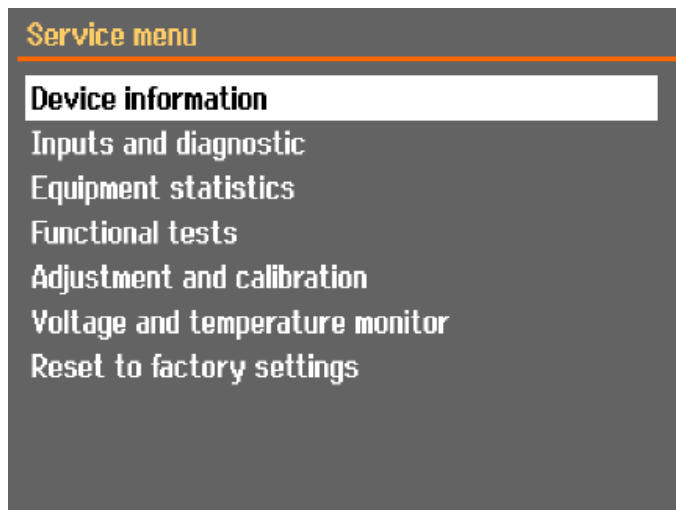 Service menu
Device information
Inputs and diagnostic
Equipment statistics
Functional tests
Adjustment and calibration
Voltage and temperature monitor
Reset to factory settings